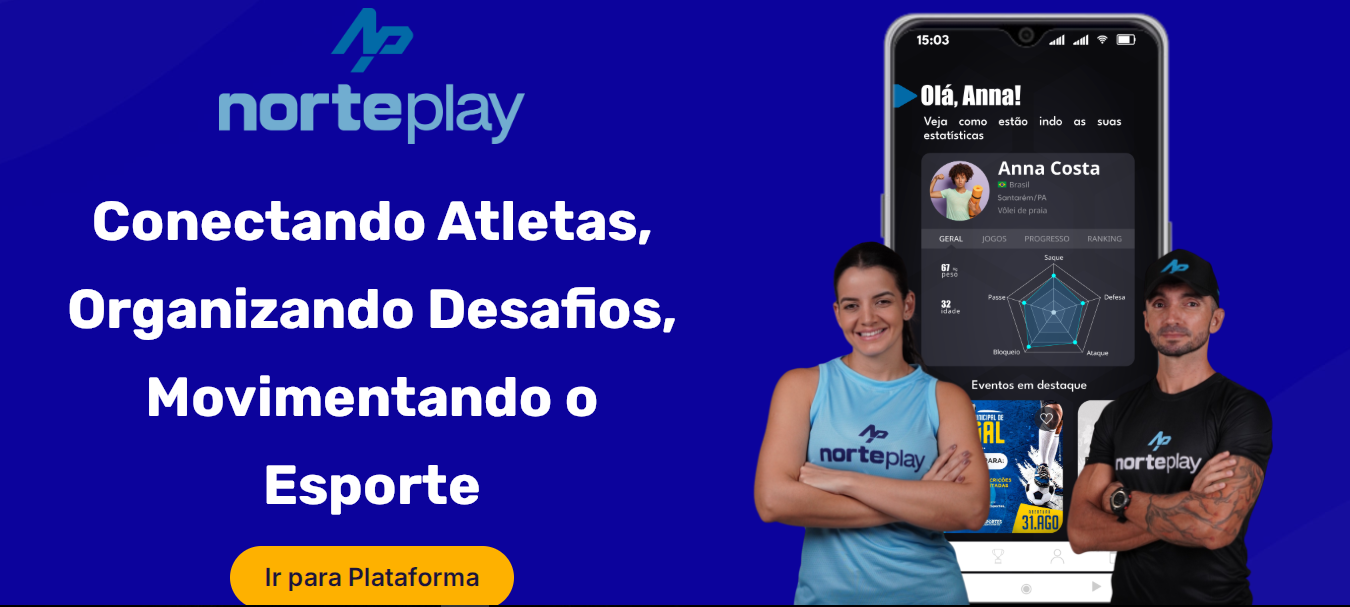 norteplay
Conectando Atletas,
Organizando Desafios,
Movimentando o
Esporte
Ir para Plataforma
15:03
Olá, Anna!
Veja como estão indo as suas
estatísticas
Anna Costa
Brasil
Santarém/PA
Vôlei de praia
GERAL JOGOS PROGRESSO RANKING
67 %
peso
32
idade
Saque
Passe
Defesa
Bloqueio
Ataque
Eventos em destaque
PARA:
31.AGO
norteplay
norteplay